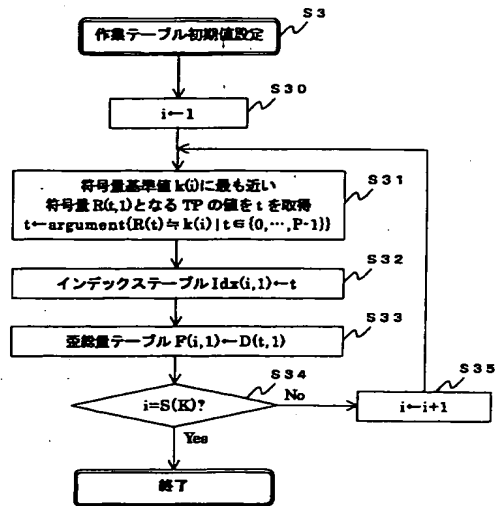 S3
作業テーブル初期値設定
S30
i←1
S31
符号量基準値 k(i)に最も近い
符号量 R(t,1)となる TP の値を t を取得
t←argument{R(t)≒k(i)|t∈{0,…,P-1}}
S32
インデックステーブル Idx(i,1)←t
S33
歪総量テーブル F(i,1)←D(t,1)
S34
i=S(K)?
No
S35
i←i+1
Yes
終了